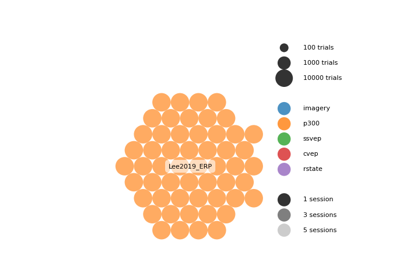 100 trials
1000 trials
10000 trials
imagery
p300
ssvep
cvep
rstate
Lee2019_ERP
1 session
3 sessions
5 sessions